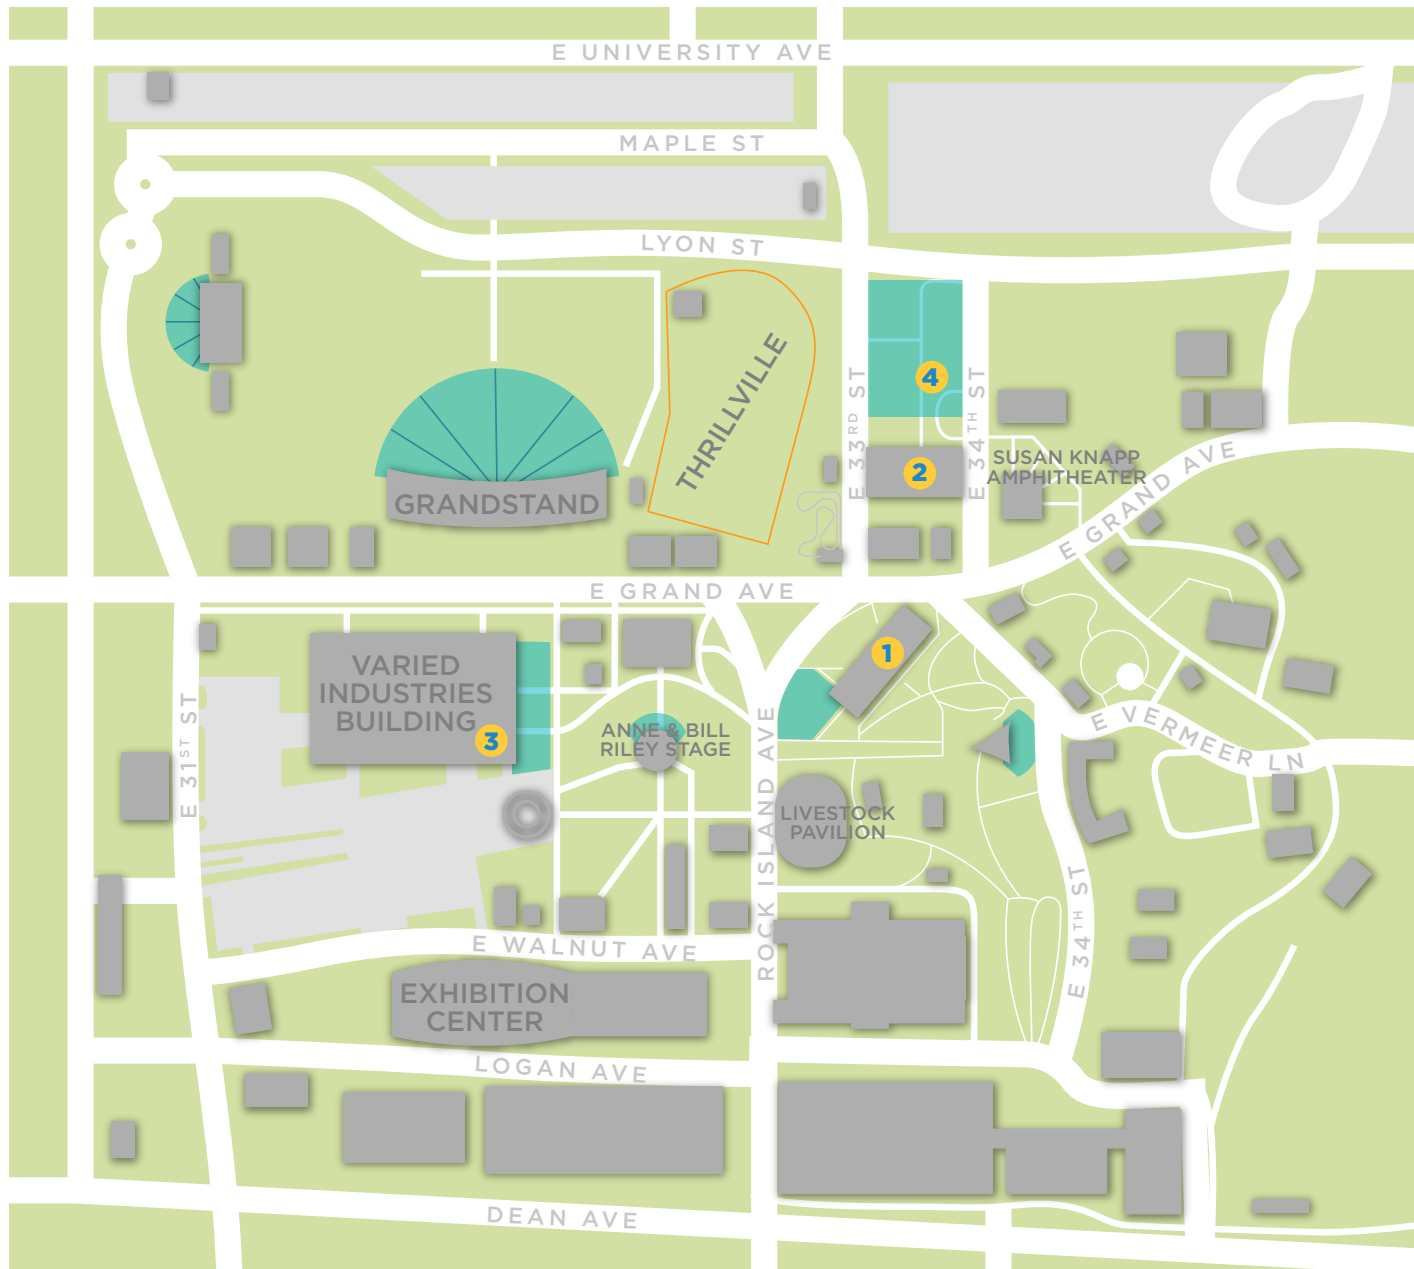 E UNIVERSITY AVE
MAPLE ST
LYON ST
THRILLVILLE
E 33RD ST
4
E 34TH ST
2
SUSAN KNAPP
AMPHITHEATER
GRANDSTAND
E GRAND AVE
E GRAND AVE
1
VARIED
INDUSTRIES
BUILDING
3
ANNE & BILL
RILEY STAGE
E 31ST ST
ROCK ISLAND AVE
E VERMEER LN
LIVESTOCK
PAVILION
E 34TH ST
E WALNUT AVE
EXHIBITION
CENTER
LOGAN AVE
DEAN AVE